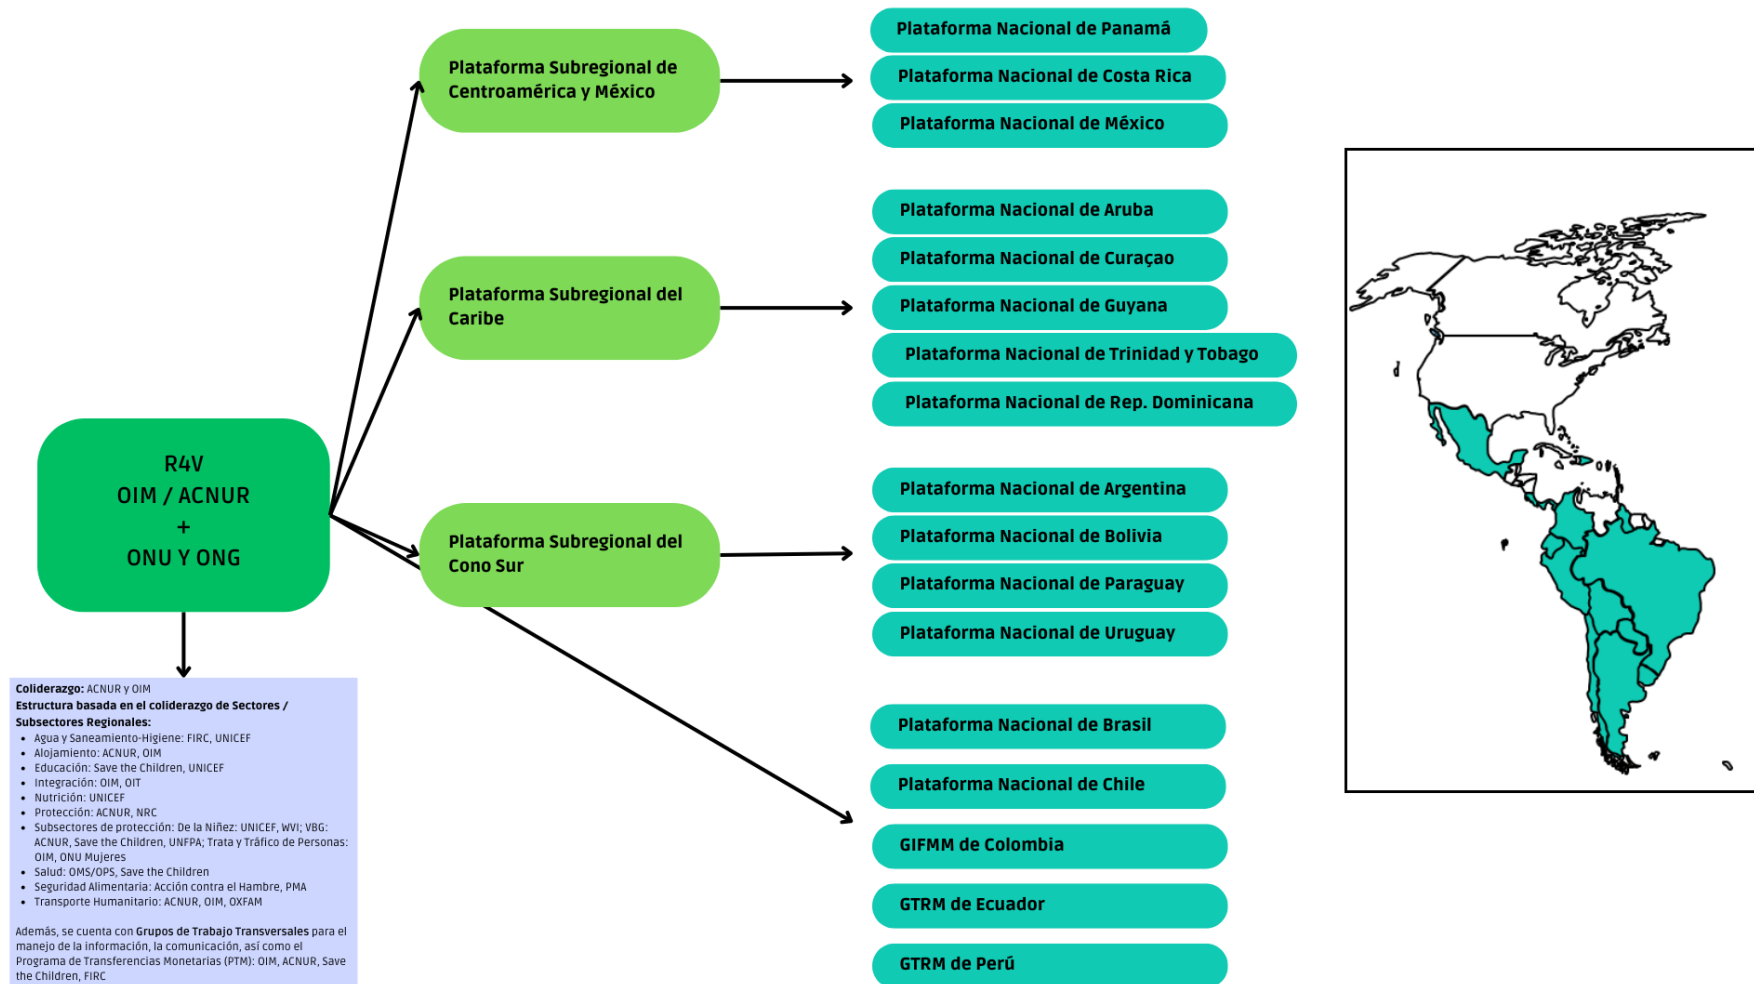 Plataforma Subregional de
Centroamérica y México
Plataforma Nacional de Panamá
Plataforma Nacional de Costa Rica
Plataforma Nacional de México
Plataforma Subregional del
Caribe
Plataforma Nacional de Aruba
Plataforma Nacional de Curaçao
Plataforma Nacional de Guyana
Plataforma Nacional de Trinidad y Tobago
Plataforma Nacional de Rep. Dominicana
R4V
OIM / ACNUR
+
ONU Y ONG
Plataforma Subregional del
Cono Sur
Plataforma Nacional de Argentina
Plataforma Nacional de Bolivia
Plataforma Nacional de Paraguay
Plataforma Nacional de Uruguay
Plataforma Nacional de Brasil
Plataforma Nacional de Chile
GIFMM de Colombia
GTRM de Ecuador
GTRM de Perú
Coliderazgo: ACNUR y OIM
Estructura basada en el coliderazgo de Sectores /
Subsectores Regionales:
• Agua y Saneamiento-Higiene: FIRC, UNICEF
• Alojamiento: ACNUR, OIM
• Educación: Save the Children, UNICEF
• Integración: OIM, OIT
• Nutrición: UNICEF
• Protección: ACNUR, NRC
• Subsectores de protección: De la Niñez: UNICEF, WVI; VBG:
ACNUR, Save the Children, UNFPA; Trata y Tráfico de Personas:
OIM, ONU Mujeres
• Salud: OMS/OPS, Save the Children
• Seguridad Alimentaria: Acción contra el Hambre, PMA
• Transporte Humanitario: ACNUR, OIM, OXFAM
Además, se cuenta con Grupos de Trabajo Transversales para el
manejo de la información, la comunicación, así como el
Programa de Transferencias Monetarias (PTM): OIM, ACNUR, Save
the Children, FIRC